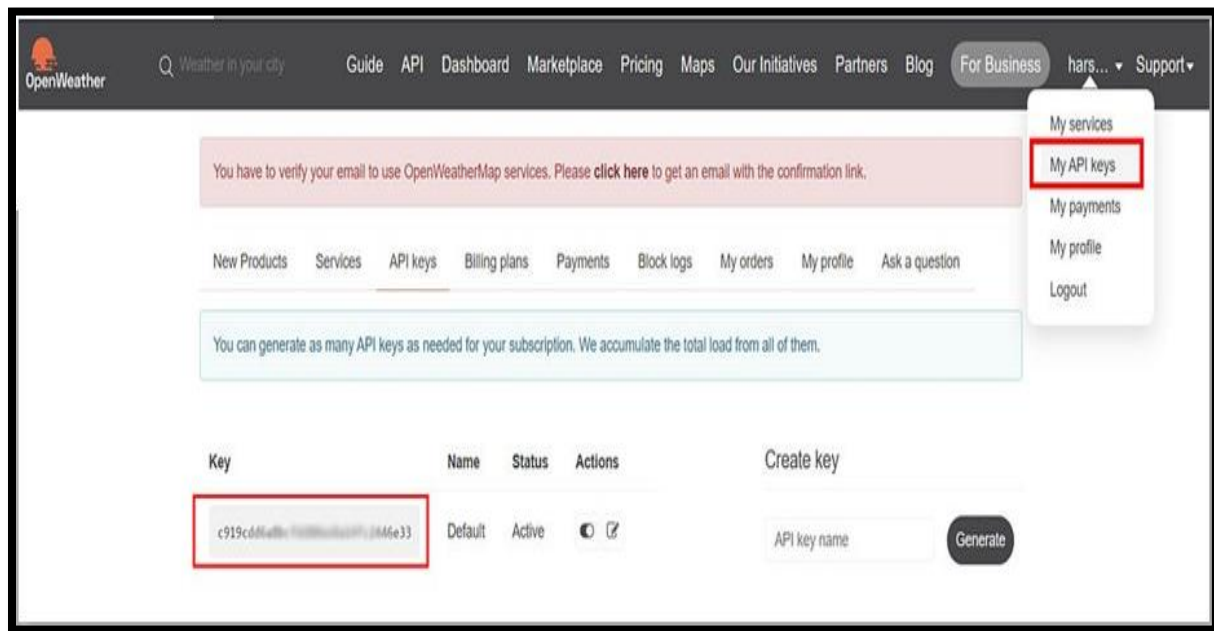 OpenWeather
Weather in your city
Guide API Dashboard Marketplace Pricing Maps Our Initiatives Partners Blog For Business hars... Support
My services
My API keys
My payments
My profile
Logout
You have to verify your email to use OpenWeatherMap services. Please click here to get an email with the confirmation link.
New Products Services API keys Billing plans Payments Block logs My orders My profile Ask a question
You can generate as many API keys as needed for your subscription. We accumulate the total load from all of them.
Key Name Status Actions Create key
Default Active API key name Generate